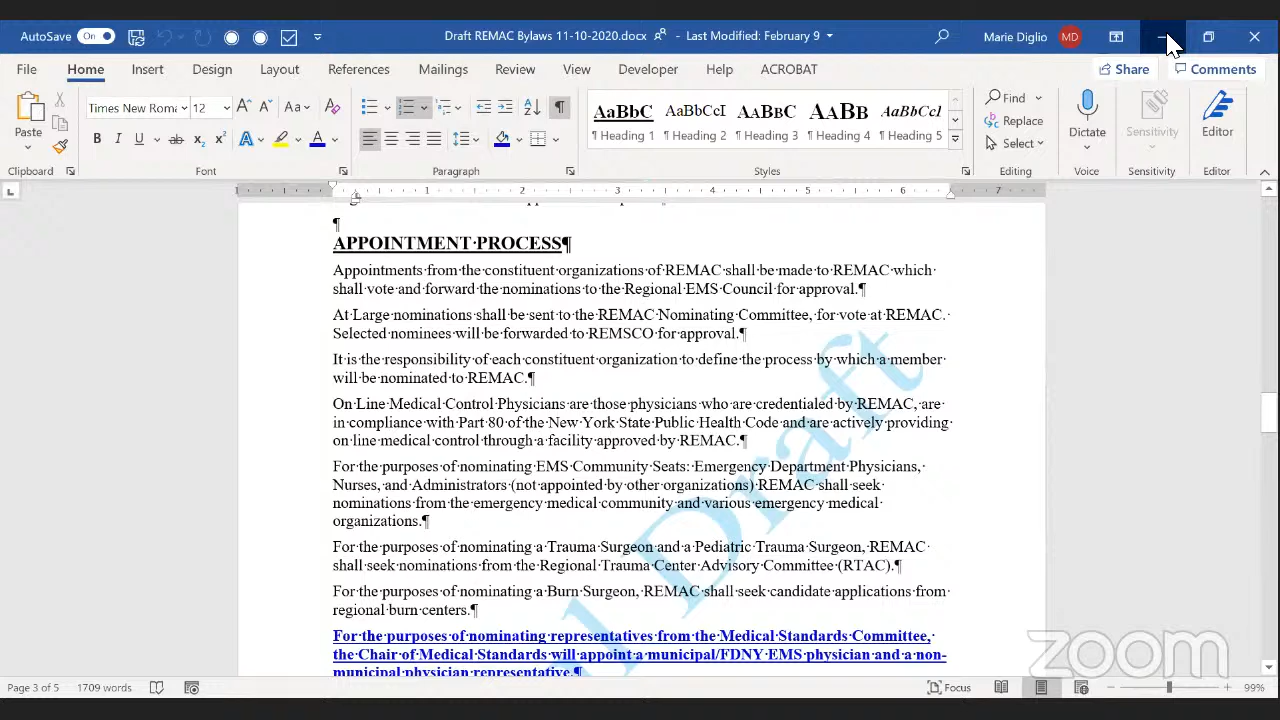 AutoSave On Draft REMAC Bylaws 11-10-2020.docx - Last Modified: February 9 Marie Diglio MD
File Home Insert Design Layout References Mailings Review View Developer Help ACROBAT Share Comments
Times New Roma 12 Aa
AaBbC AaBbCcI AaBbC AaBb AaBbCcI
¶ Heading 1 ¶ Heading 2 ¶ Heading 3 ¶ Heading 4 ¶ Heading 5
Find
Replace
Select
Paste
B I U ab x₂ x² A A
Dictate Sensitivity Editor
Clipboard Font Paragraph Styles Editing Voice Sensitivity Editor
1 1 2 3 4 5 6 7
¶
APPOINTMENT·PROCESS¶
Appointments·from·the·constituent·organizations·of·REMAC·shall·be·made·to·REMAC·which·
shall·vote·and·forward·the·nominations·to·the·Regional·EMS·Council·for·approval.¶
At·Large·nominations·shall·be·sent·to·the·REMAC·Nominating·Committee,·for·vote·at·REMAC.·
Selected·nominees·will·be·forwarded·to·REMSCO·for·approval.¶
It·is·the·responsibility·of·each·constituent·organization·to·define·the·process·by·which·a·member·
will·be·nominated·to·REMAC.¶
On·Line·Medical·Control·Physicians·are·those·physicians·who·are·credentialed·by·REMAC,·are·
in·compliance·with·Part·80·of·the·New·York·State·Public·Health·Code·and·are·actively·providing·
on·line·medical·control·through·a·facility·approved·by·REMAC.¶
For·the·purposes·of·nominating·EMS·Community·Seats:·Emergency·Department·Physicians,·
Nurses,·and·Administrators·(not·appointed·by·other·organizations)·REMAC·shall·seek·
nominations·from·the·emergency·medical·community·and·various·emergency·medical·
organizations.¶
For·the·purposes·of·nominating·a·Trauma·Surgeon·and·a·Pediatric·Trauma·Surgeon,·REMAC·
shall·seek·nominations·from·the·Regional·Trauma·Center·Advisory·Committee·(RTAC).¶
For·the·purposes·of·nominating·a·Burn·Surgeon,·REMAC·shall·seek·candidate·applications·from·
regional·burn·centers.¶
For·the·purposes·of·nominating·representatives·from·the·Medical·Standards·Committee,·
the·Chair·of·Medical·Standards·will·appoint·a·municipal/FDNY·EMS·physician·and·a·non-
municipal·physician·representative.¶
Draft
zoom
Page 3 of 5 1709 words Focus 99%